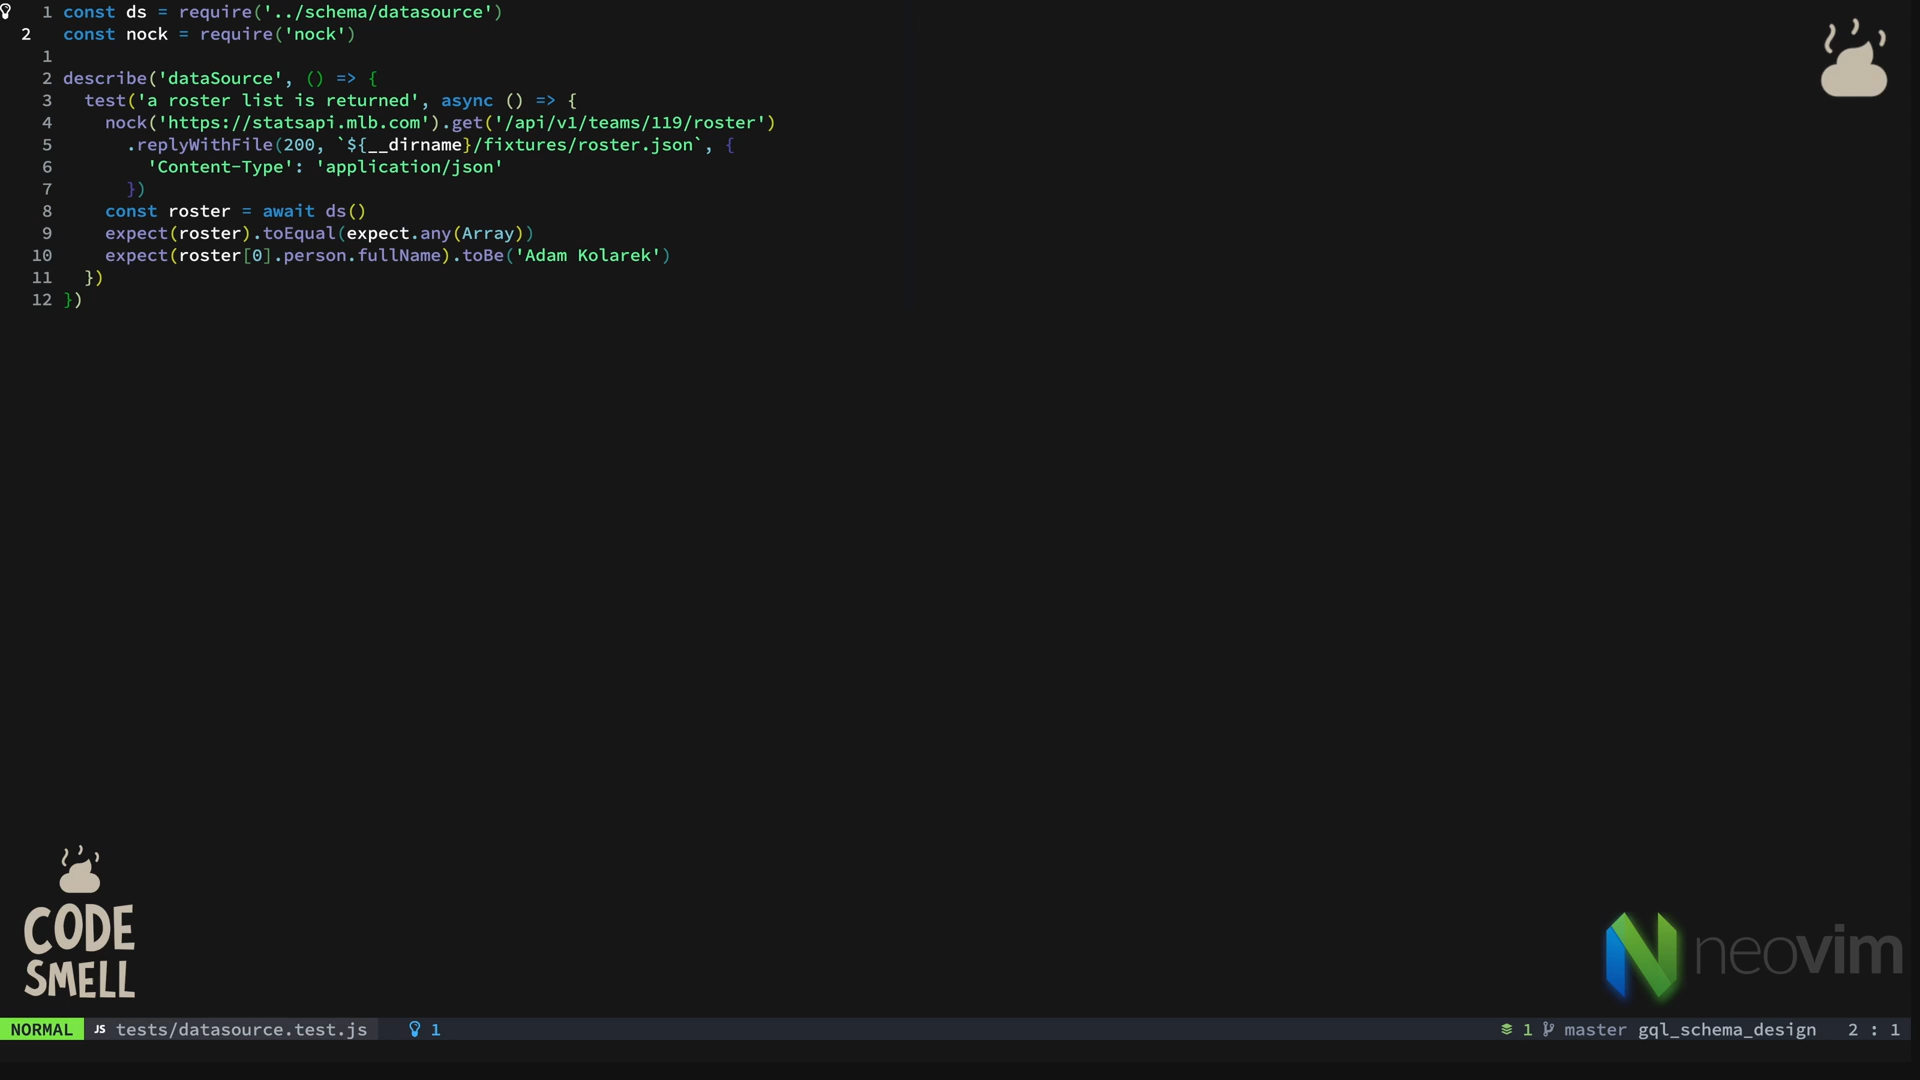 1 const ds = require('../schema/datasource')
2 const nock = require('nock')
1
2 describe('dataSource', () => {
3 test('a roster list is returned', async () => {
4 nock('https://statsapi.mlb.com').get('/api/v1/teams/119/roster')
5 .replyWithFile(200, `${__dirname}/fixtures/roster.json`, {
6 'Content-Type': 'application/json'
7 })
8 const roster = await ds()
9 expect(roster).toEqual(expect.any(Array))
10 expect(roster[0].person.fullName).toBe('Adam Kolarek')
11 })
12 })
CODE
SMELL
neovim
NORMAL JS tests/datasource.test.js 1 1 master gql_schema_design 2 : 1